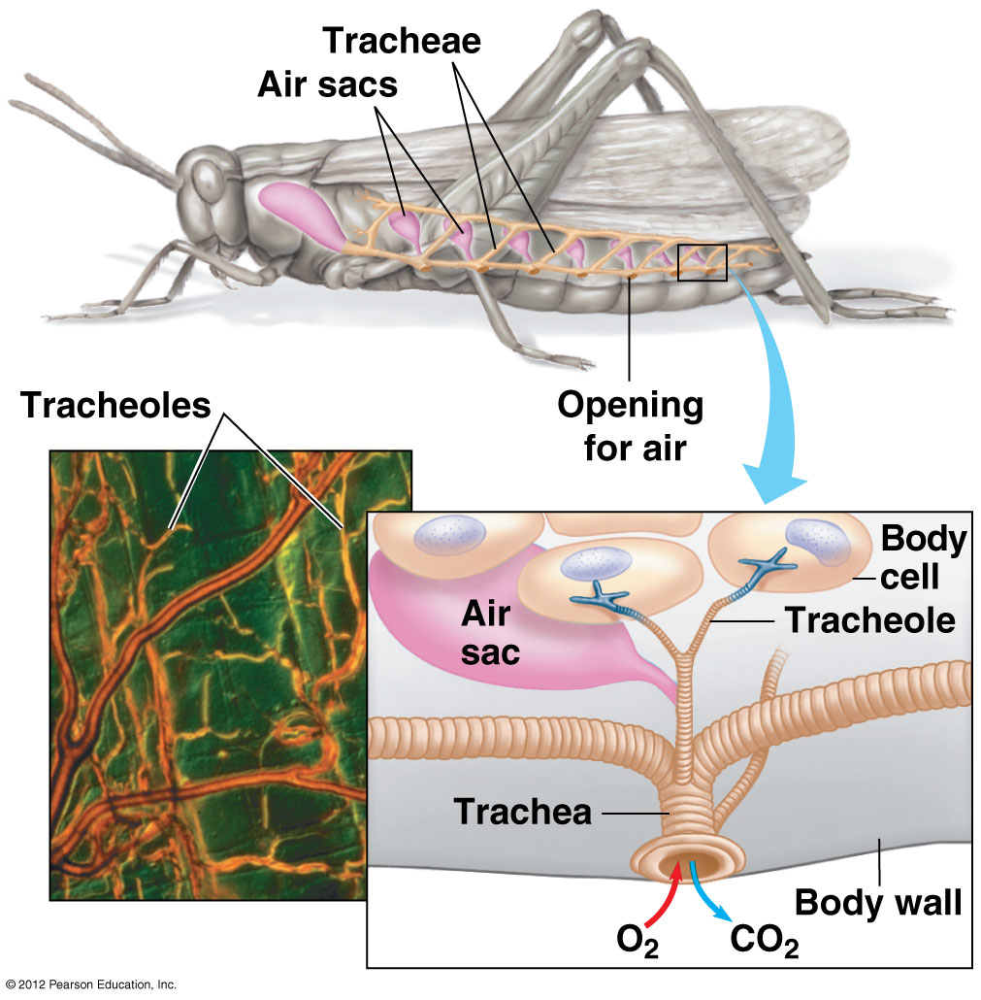 Tracheae
Air sacs
Opening
for air
Tracheoles
Body
cell
Air
sac
Tracheole
Trachea
Body wall
O2
CO2
© 2012 Pearson Education, Inc.